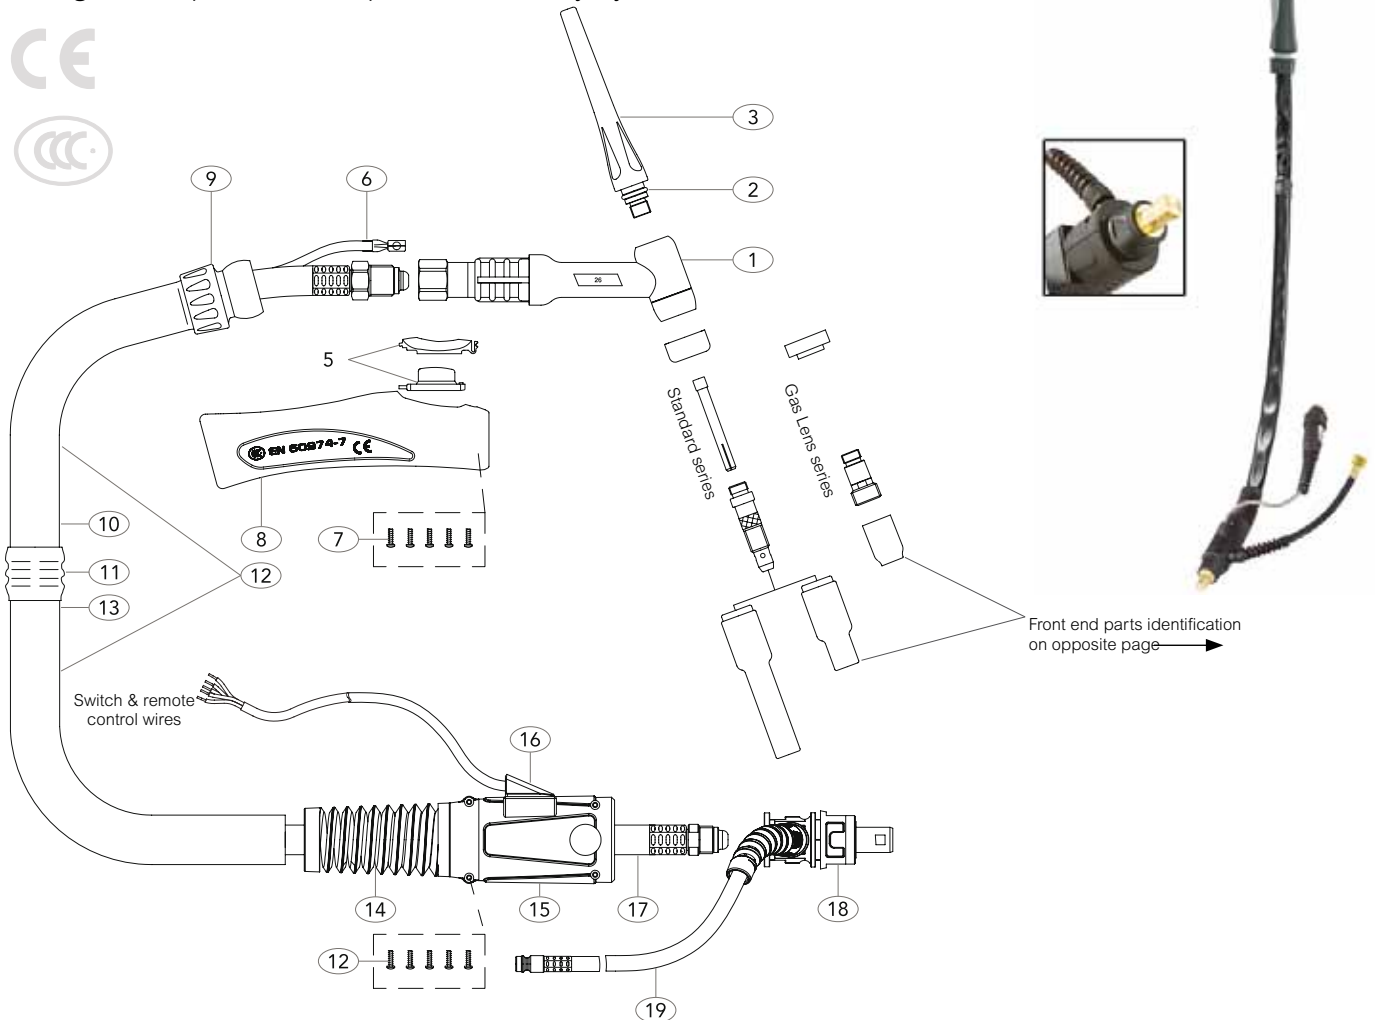 CE
CCC
9
6
3
2
1
26
5
EN 60974-7 CE
Standard series
Gas Lens series
10
8
7
11
12
13
Front end parts identification
on opposite page
Switch & remote
control wires
16
14
15
17
18
12
19